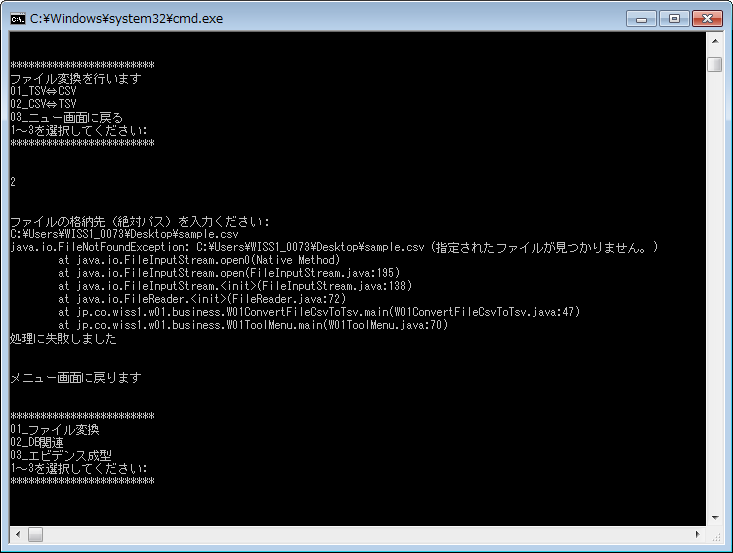 C:¥Windows¥system32¥cmd.exe
*************************
ファイル変換を行います
01_TSV⇔CSV
02_CSV⇔TSV
03_ニュー画面に戻る
1～3を選択してください:
*************************
2
ファイルの格納先（絶対パス）を入力ください:
C:¥Users¥WISS1_0073¥Desktop¥sample.csv
java.io.FileNotFoundException: C:¥Users¥WISS1_0073¥Desktop¥sample.csv (指定されたファイルが見つかりません。)
at java.io.FileInputStream.open0(Native Method)
at java.io.FileInputStream.open(FileInputStream.java:195)
at java.io.FileInputStream.<init>(FileInputStream.java:138)
at java.io.FileReader.<init>(FileReader.java:72)
at jp.co.wiss1.w01.business.W01ConvertFileCsvToTsv.main(W01ConvertFileCsvToTsv.java:47)
at jp.co.wiss1.w01.business.W01ToolMenu.main(W01ToolMenu.java:70)
処理に失敗しました
メニュー画面に戻ります
*************************
01_ファイル変換
02_DB関連
03_エビデンス成型
1～3を選択してください:
*************************